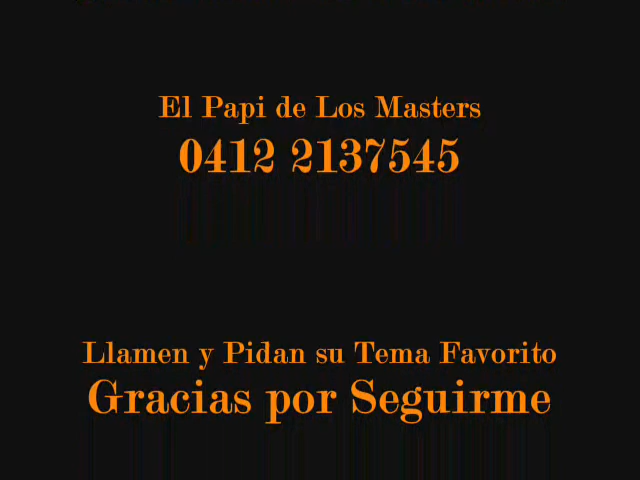 El Papi de Los Masters
0412 2137545
Llamen y Pidan su Tema Favorito
Gracias por Seguirme